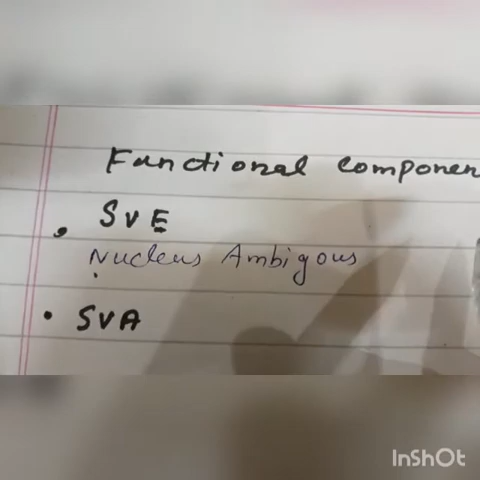 Functional componen
• SVE
Nucleus Ambigous
• SVA
InShOt